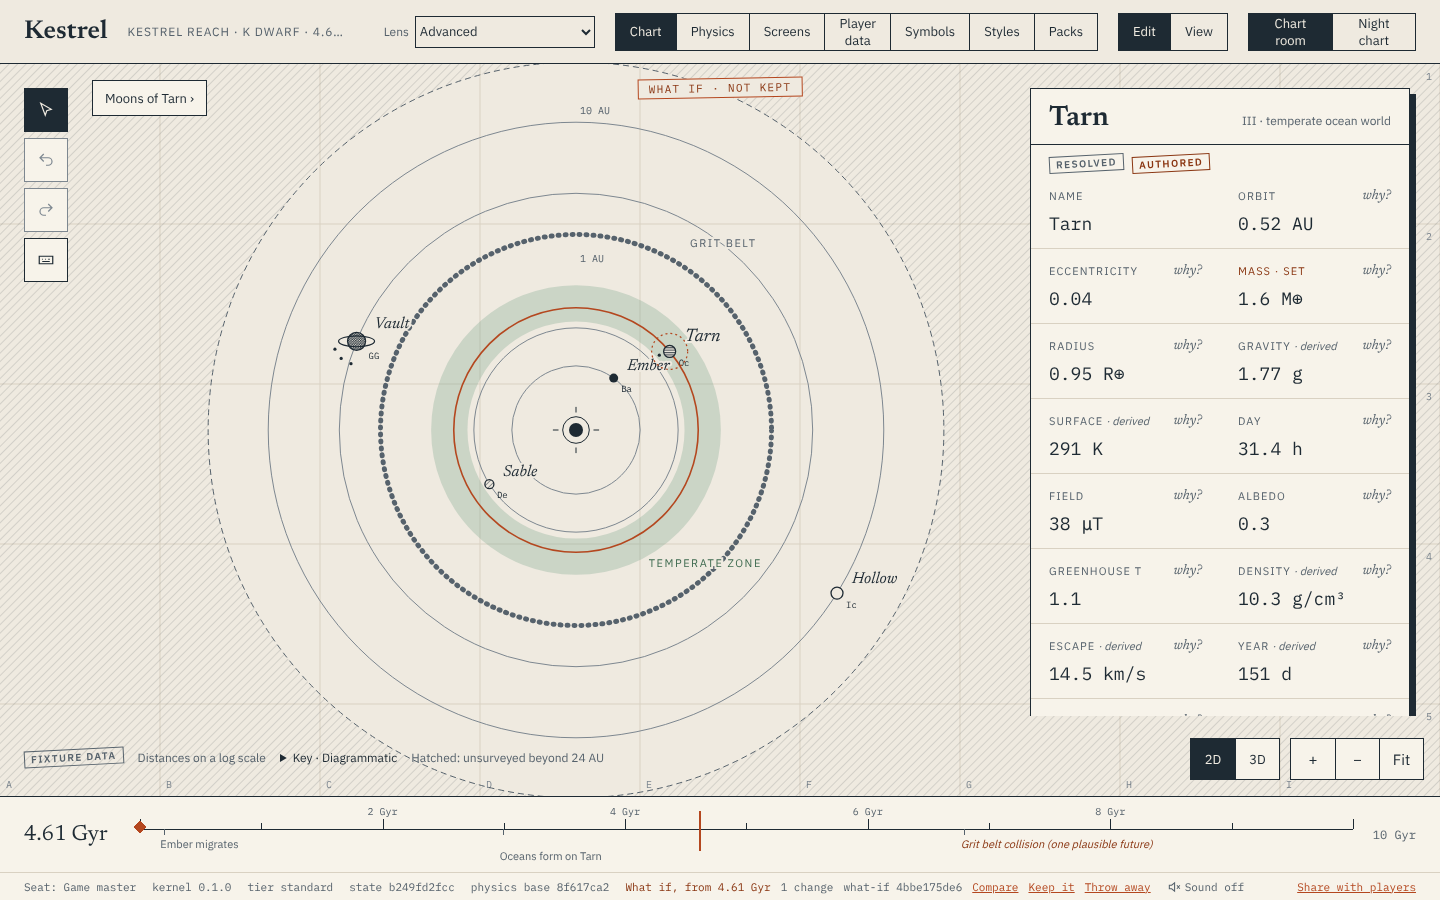 Kestrel
KESTREL REACH · K DWARF · 4.6…
Lens
Advanced
Chart
Physics
Screens
Player data
Symbols
Styles
Packs
Edit
View
Chart room
Night chart
Moons of Tarn ›
WHAT IF · NOT KEPT
10 AU
GRIT BELT
1 AU
Vault
GG
Tarn
Oc
Ember
Ba
Sable
De
TEMPERATE ZONE
Hollow
Ic
1
2
3
4
5
Tarn
III · temperate ocean world
RESOLVED
AUTHORED
NAME
Tarn
ORBIT why?
0.52 AU
ECCENTRICITY why?
0.04
MASS · SET why?
1.6 M⊕
RADIUS why?
0.95 R⊕
GRAVITY · derived why?
1.77 g
SURFACE · derived why?
291 K
DAY why?
31.4 h
FIELD why?
38 µT
ALBEDO why?
0.3
GREENHOUSE T why?
1.1
DENSITY · derived why?
10.3 g/cm³
ESCAPE · derived why?
14.5 km/s
YEAR · derived why?
151 d
FIXTURE DATA
Distances on a log scale
Key · Diagrammatic
Hatched: unsurveyed beyond 24 AU
2D
3D
+
−
Fit
A
B
C
D
E
F
G
H
I
4.61 Gyr
2 Gyr
4 Gyr
6 Gyr
8 Gyr
10 Gyr
Ember migrates
Oceans form on Tarn
Grit belt collision (one plausible future)
Seat: Game master
kernel 0.1.0
tier standard
state b249fd2fcc
physics base 8f617ca2
What if, from 4.61 Gyr
1 change
what-if 4bbe175de6
Compare
Keep it
Throw away
Sound off
Share with players